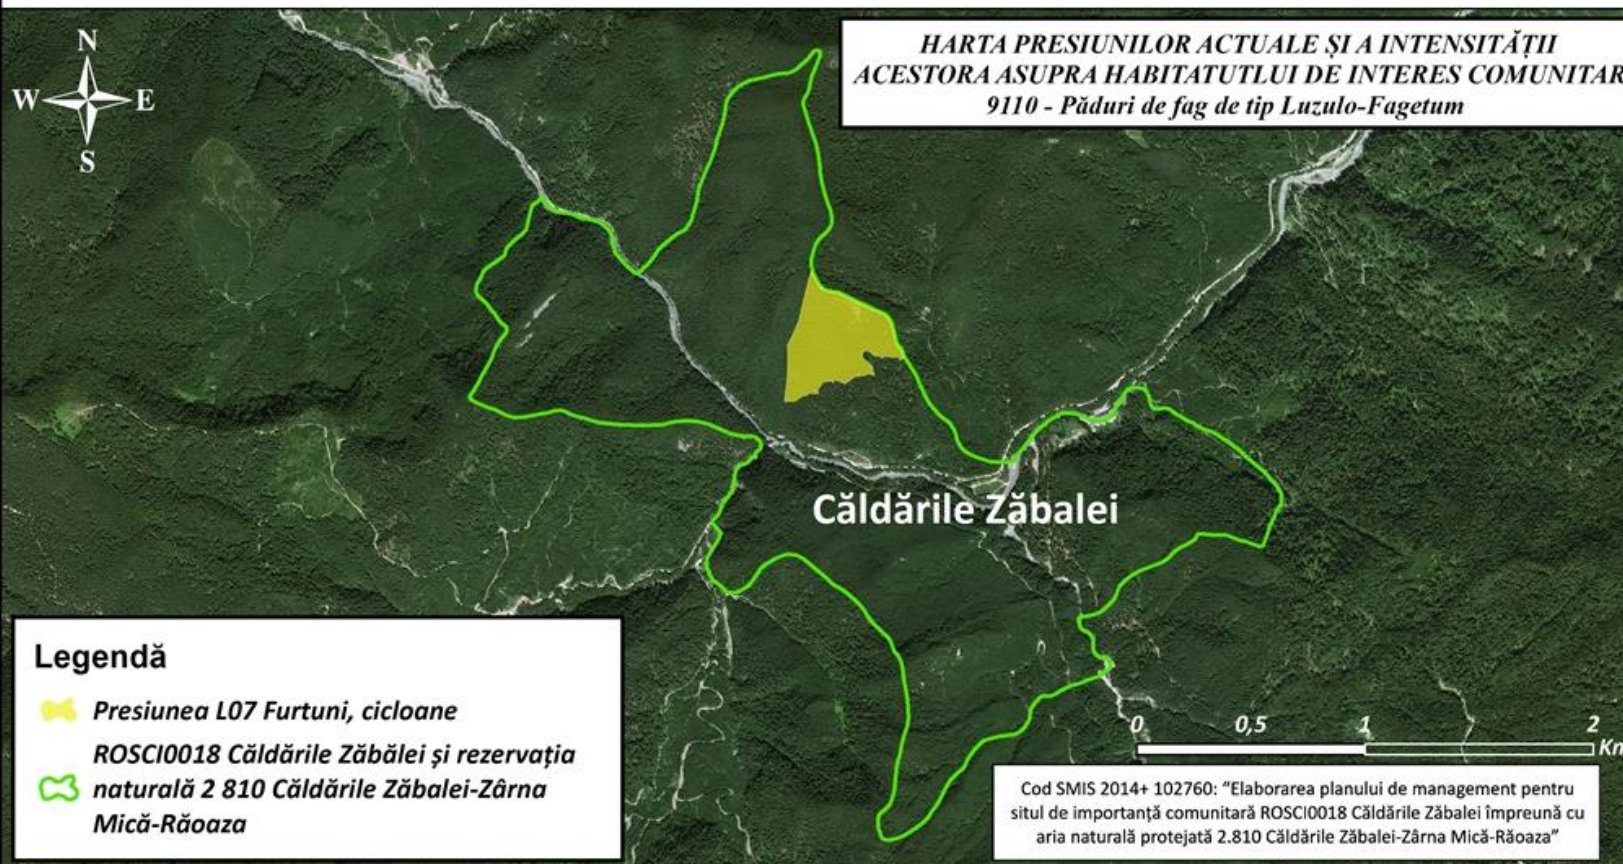 HARTA PRESIUNILOR ACTUALE ȘI A INTENSITĂȚII
ACESTORA ASUPRA HABITATUTLUI DE INTERES COMUNITAR
9110 - Păduri de fag de tip Luzulo-Fagetum
N
W
E
S
Căldările Zăbalei
Legendă
Presiunea L07 Furtuni, cicloane
ROSCI0018 Căldările Zăbălei și rezervația
naturală 2 810 Căldările Zăbalei-Zârna
Mică-Răoaza
0 0,5 1 2
Km
Cod SMIS 2014+ 102760: “Elaborarea planului de management pentru
situl de importanță comunitară ROSCI0018 Căldările Zăbalei împreună cu
aria naturală protejată 2.810 Căldările Zăbalei-Zârna Mică-Răoaza”